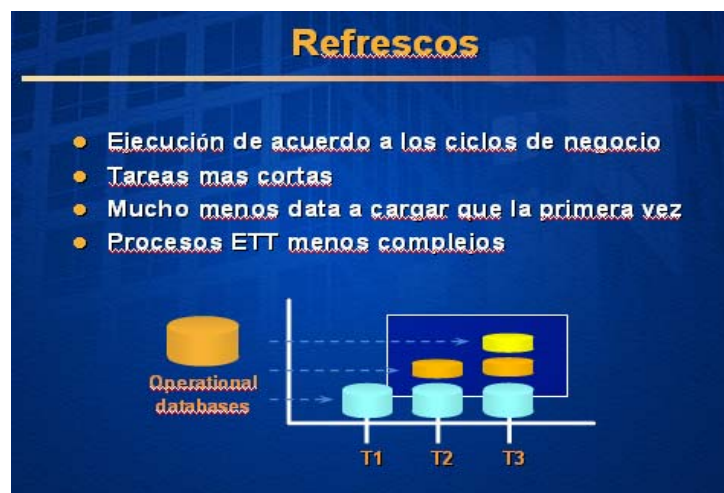 Refrescos
Ejecución de acuerdo a los ciclos de negocio
Tareas mas cortas
Mucho menos data a cargar que la primera vez
Procesos ETT menos complejos
Operational
databases
T1 T2 T3